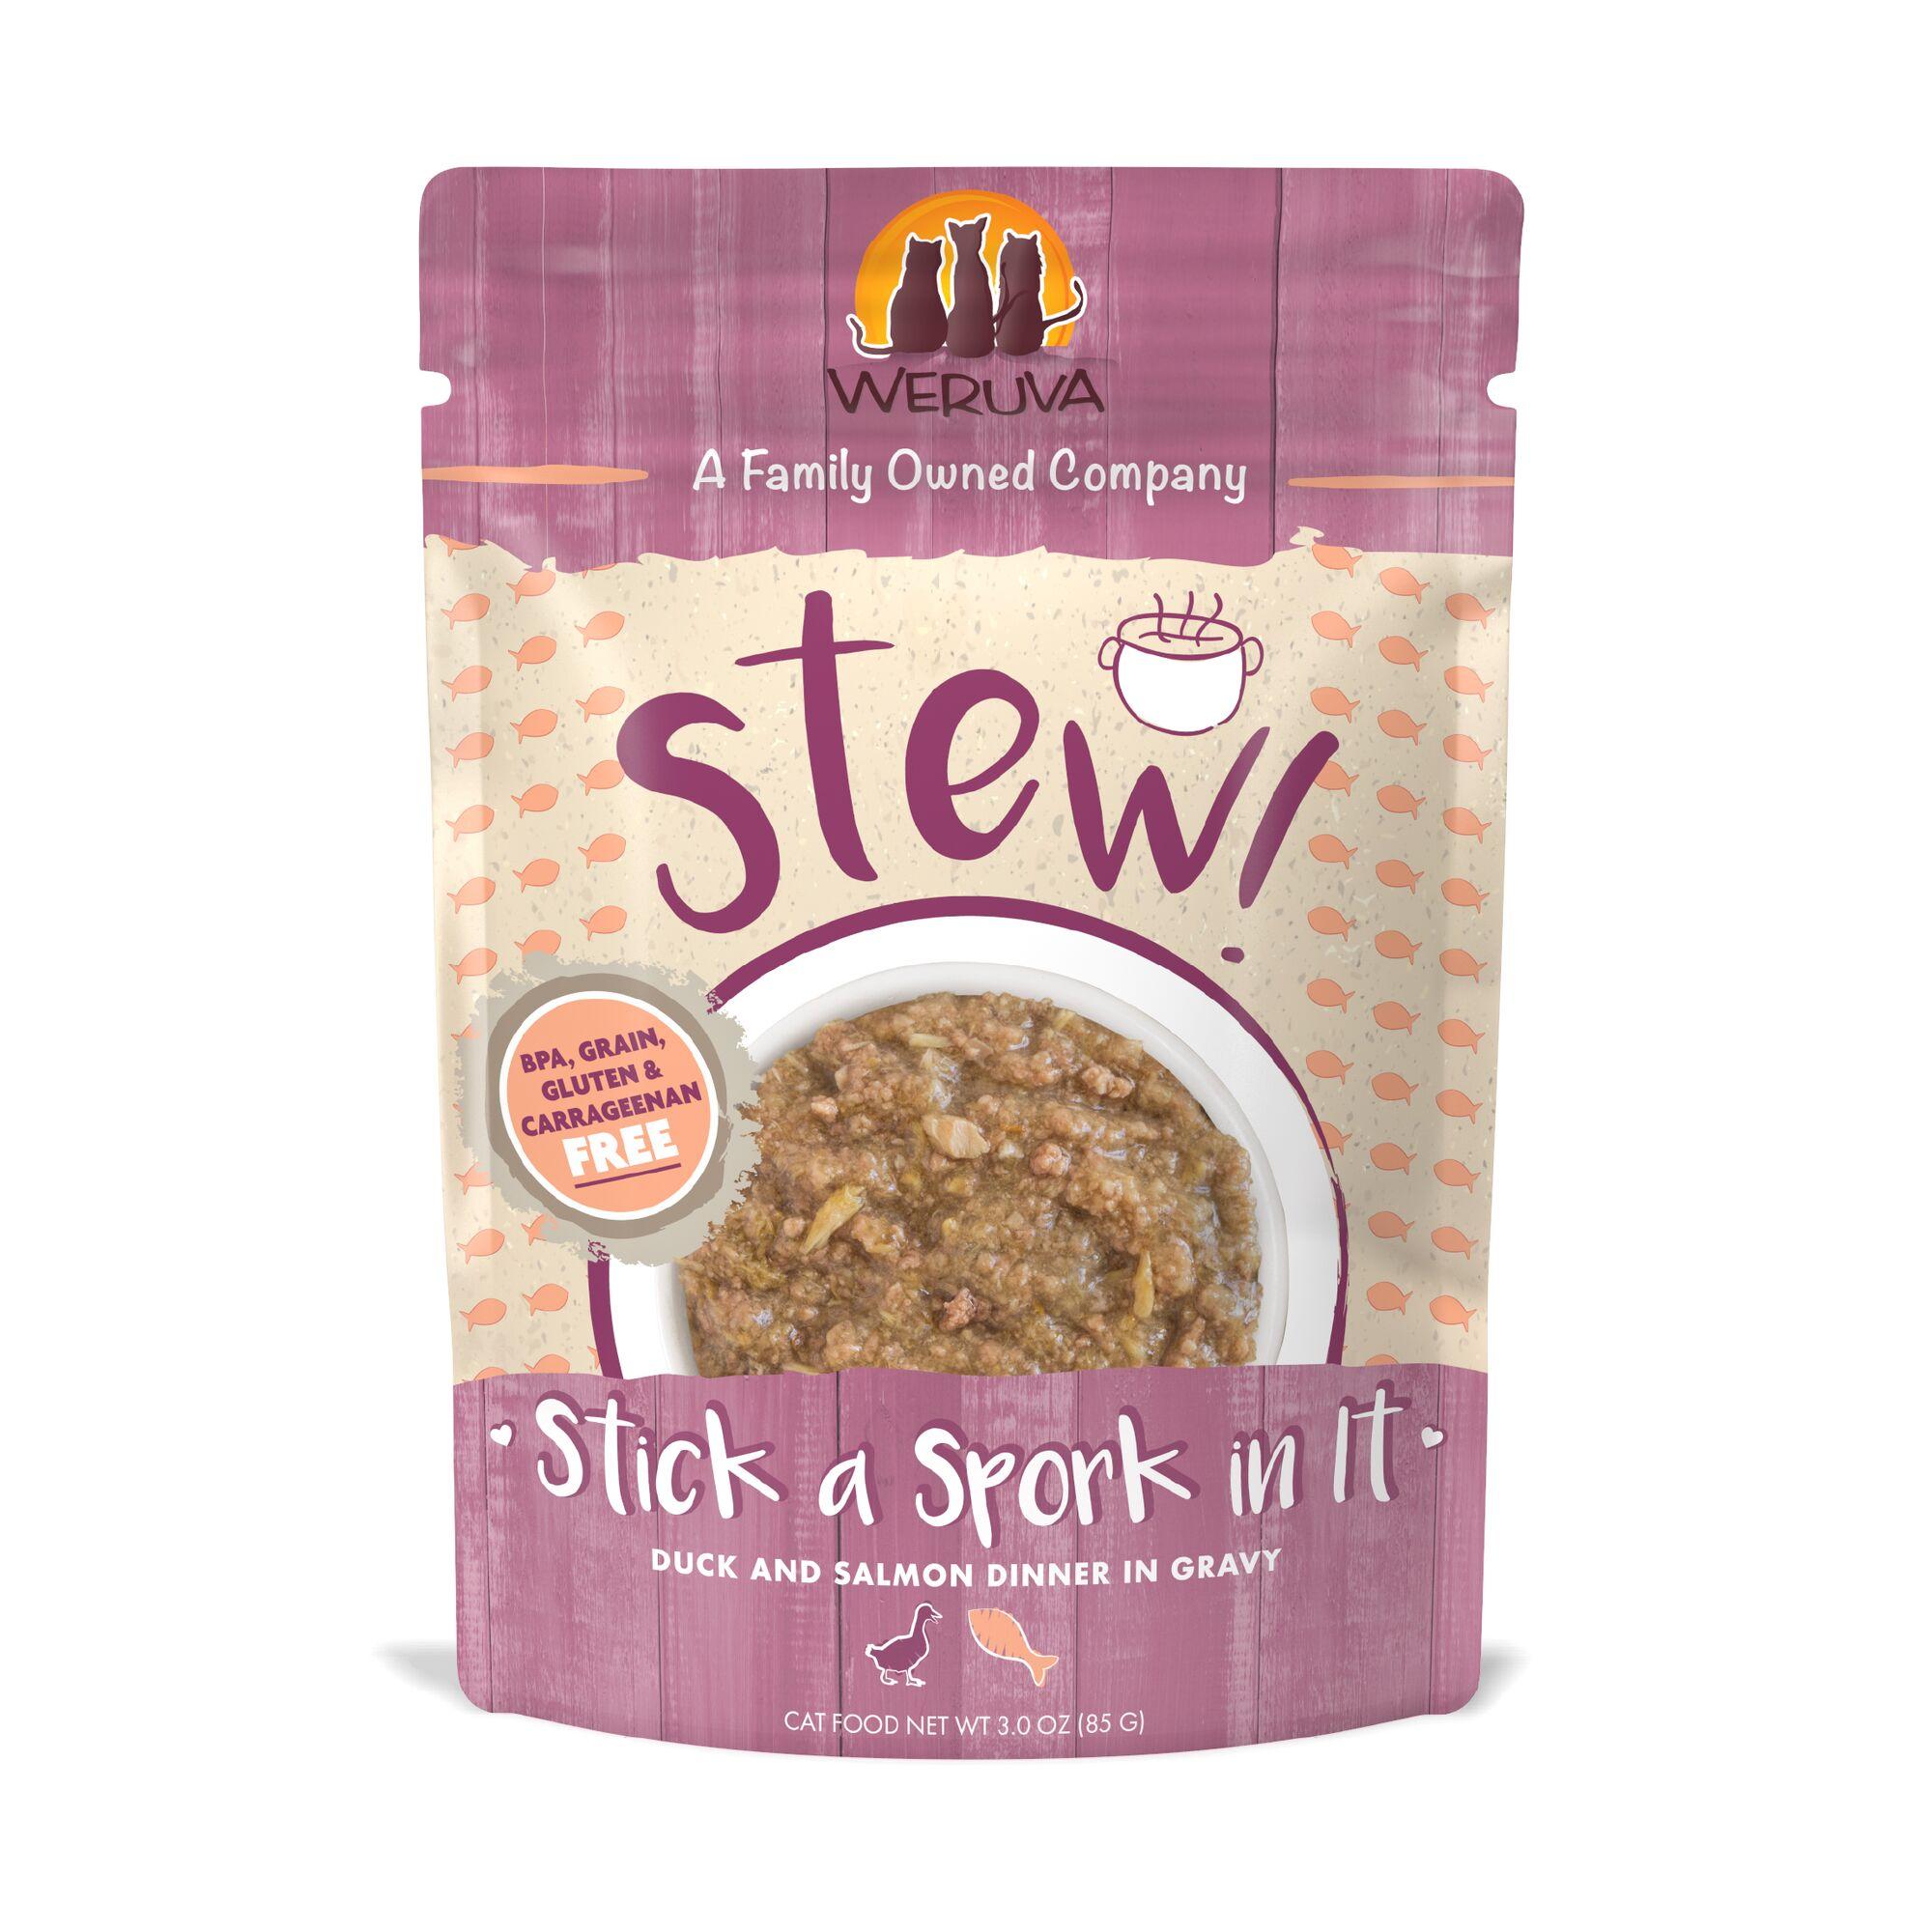 WERUVA
A Family Owned Company
stew!
BPA, GRAIN,
GLUTEN &
CARRAGEENAN
FREE
Stick a Spork in It
DUCK AND SALMON DINNER IN GRAVY
CAT FOOD NET WT 3.0 OZ (85 G)